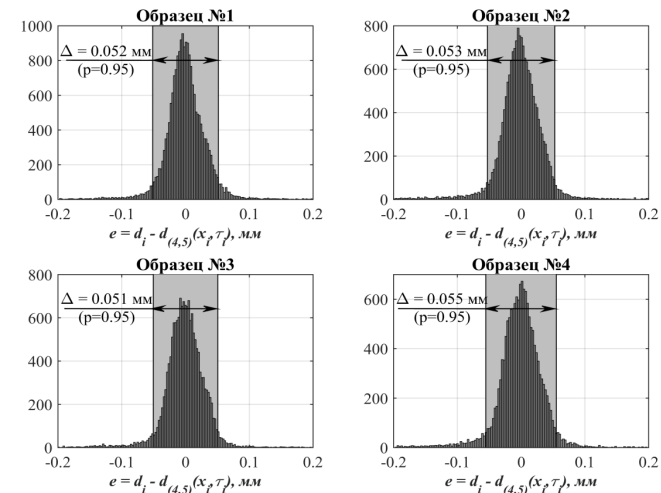 Образец №1
1000
800
600
400
200
0
Δ = 0.052 мм
(p=0.95)
-0.2 -0.1 0 0.1 0.2
e = d_i - d_(4,5)(x_i, τ_i), мм
Образец №2
800
600
400
200
0
Δ = 0.053 мм
(p=0.95)
-0.2 -0.1 0 0.1 0.2
e = d_i - d_(4,5)(x_i, τ_i), мм
Образец №3
800
600
400
200
0
Δ = 0.051 мм
(p=0.95)
-0.2 -0.1 0 0.1 0.2
e = d_i - d_(4,5)(x_i, τ_i), мм
Образец №4
600
400
200
0
Δ = 0.055 мм
(p=0.95)
-0.2 -0.1 0 0.1 0.2
e = d_i - d_(4,5)(x_i, τ_i), мм